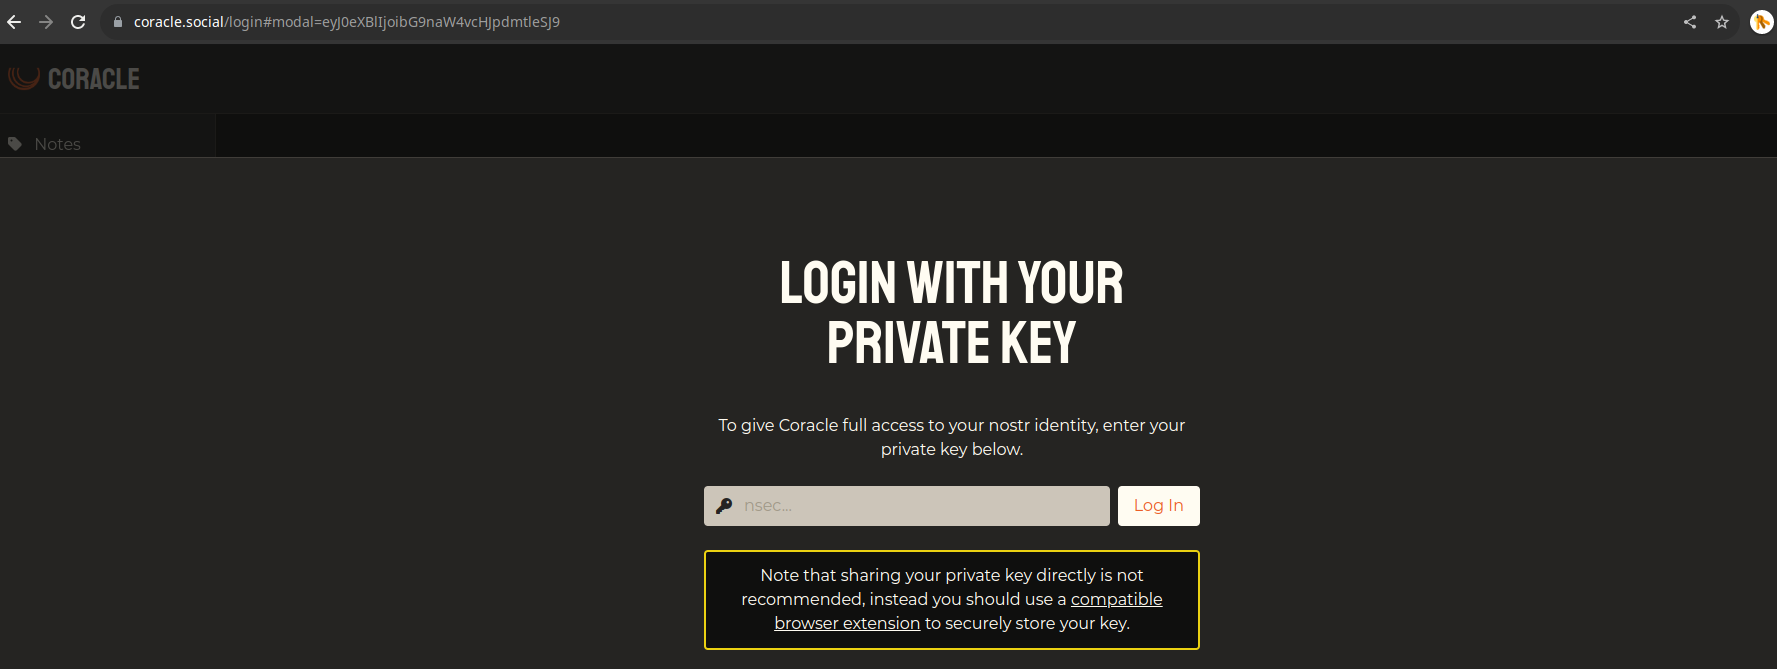 coracle.social/login#modal=eyJ0eXBlIjoibG9naW4vcHJpdmtleSJ9
CORACLE
Notes
LOGIN WITH YOUR
PRIVATE KEY
To give Coracle full access to your nostr identity, enter your
private key below.
nsec...
Log In
Note that sharing your private key directly is not
recommended, instead you should use a compatible
browser extension to securely store your key.